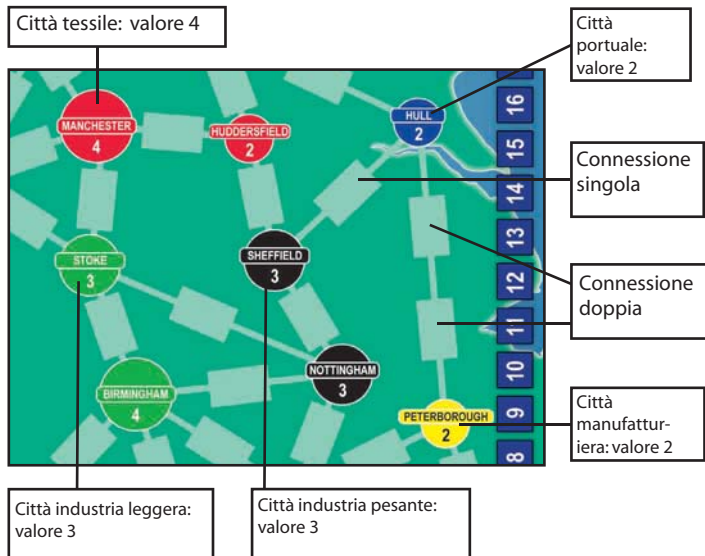 Città tessile: valore 4
Città
portuale:
valore 2
MANCHESTER
4
HUDDERSFIELD
2
HULL
2
16
15
Connessione
singola
14
13
STOKE
3
SHEFFIELD
3
12
Connessione
doppia
11
10
NOTTINGHAM
3
BIRMINGHAM
4
PETERBOROUGH
2
9
8
Città
manifattur-
iera: valore 2
Città industria leggera:
valore 3
Città industria pesante:
valore 3